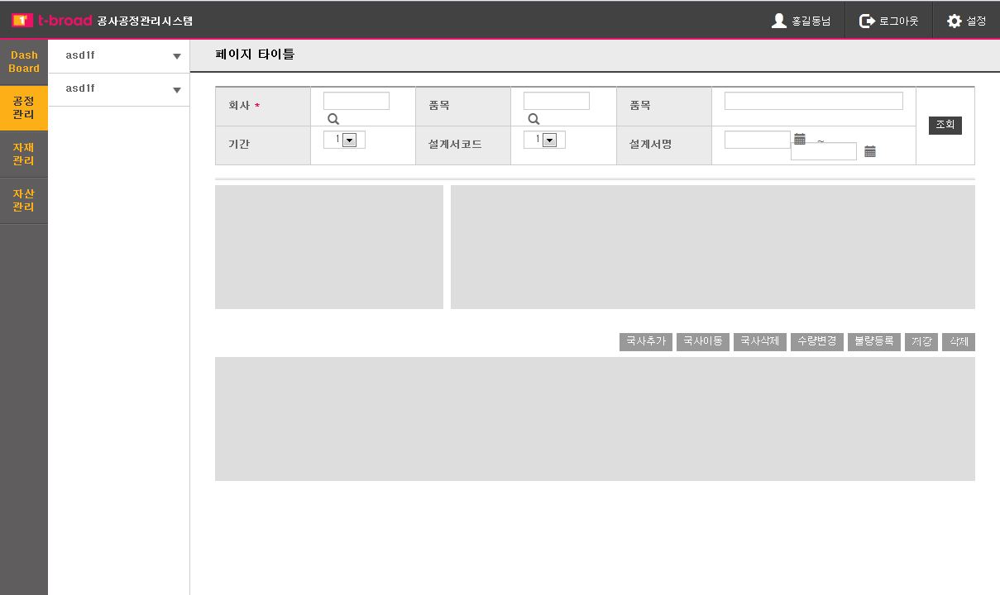 t-broad 공사공정관리시스템
홍길동님
로그아웃
설정
Dash
Board
공정
관리
자재
관리
자산
관리
asd1f
asd1f
페이지 타이틀
회사 *
품목
품목
조회
기간
1
설계서코드
1
설계서명
~
국사추가
국사이동
국사삭제
수량변경
불량등록
저장
삭제